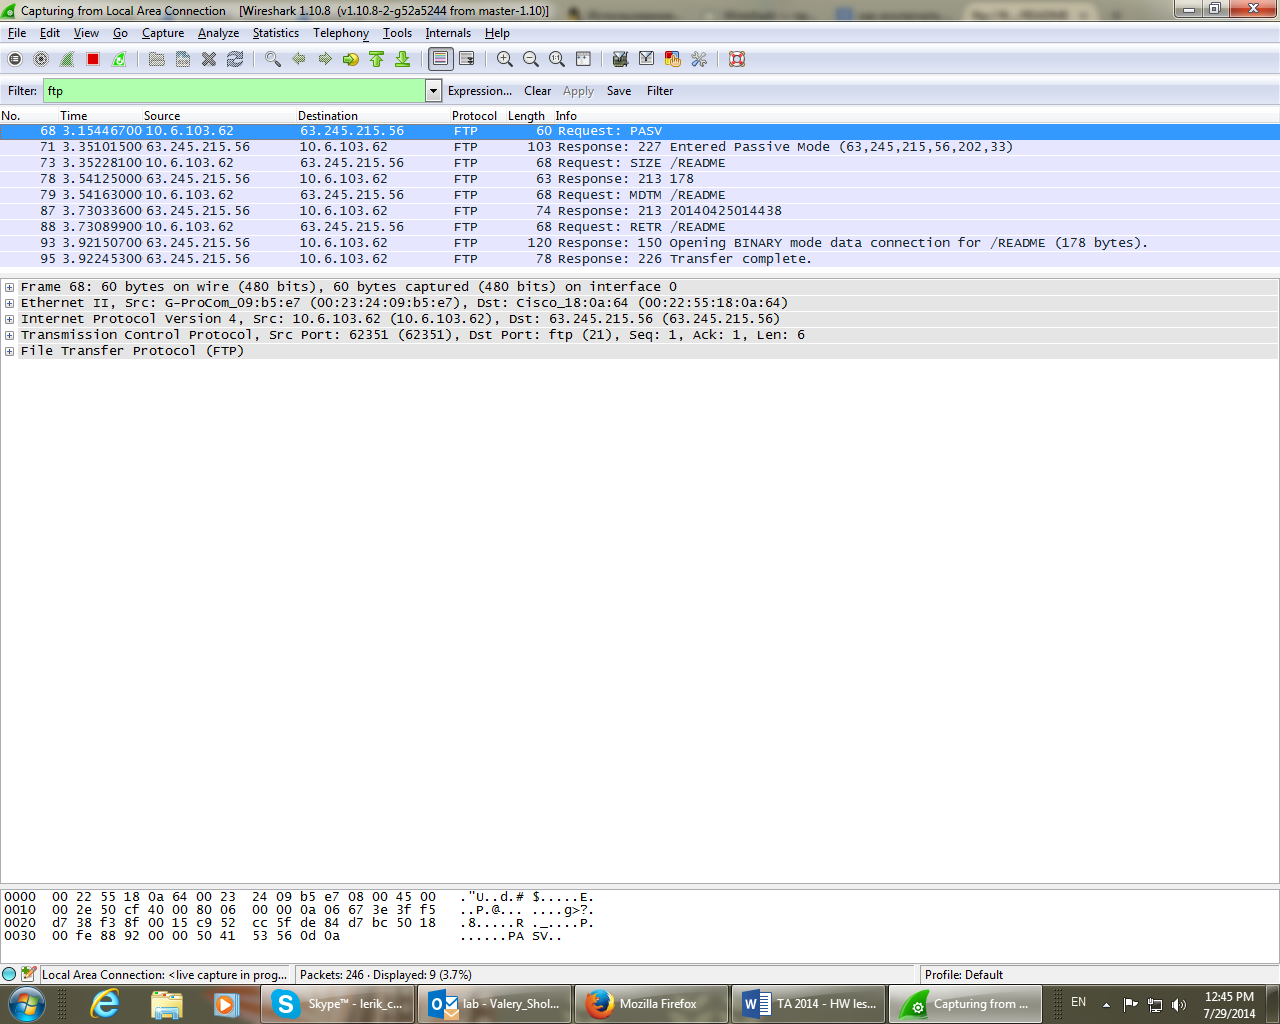 Capturing from Local Area Connection [Wireshark 1.10.8 (v1.10.8-2-g52a5244 from master-1.10)]
File Edit View Go Capture Analyze Statistics Telephony Tools Internals Help
Filter: ftp Expression... Clear Apply Save Filter
No. Time Source Destination Protocol Length Info
68 3.15446700 10.6.103.62 63.245.215.56 FTP 60 Request: PASV
71 3.35101500 63.245.215.56 10.6.103.62 FTP 103 Response: 227 Entered Passive Mode (63,245,215,56,202,33)
73 3.35228100 10.6.103.62 63.245.215.56 FTP 68 Request: SIZE /README
78 3.54125000 63.245.215.56 10.6.103.62 FTP 63 Response: 213 178
79 3.54163000 10.6.103.62 63.245.215.56 FTP 68 Request: MDTM /README
87 3.73033600 63.245.215.56 10.6.103.62 FTP 74 Response: 213 20140425014438
88 3.73089900 10.6.103.62 63.245.215.56 FTP 68 Request: RETR /README
93 3.92150700 63.245.215.56 10.6.103.62 FTP 120 Response: 150 Opening BINARY mode data connection for /README (178 bytes).
95 3.92245300 63.245.215.56 10.6.103.62 FTP 78 Response: 226 Transfer complete.
Frame 68: 60 bytes on wire (480 bits), 60 bytes captured (480 bits) on interface 0
Ethernet II, Src: G-ProCom_09:b5:e7 (00:23:24:09:b5:e7), Dst: Cisco_18:0a:64 (00:22:55:18:0a:64)
Internet Protocol Version 4, Src: 10.6.103.62 (10.6.103.62), Dst: 63.245.215.56 (63.245.215.56)
Transmission Control Protocol, Src Port: 62351 (62351), Dst Port: ftp (21), Seq: 1, Ack: 1, Len: 6
File Transfer Protocol (FTP)
0000 00 22 55 18 0a 64 00 23 24 09 b5 e7 08 00 45 00 ."U..d.# $.....E.
0010 00 2e 50 cf 40 00 80 06 00 00 0a 06 67 3e 3f f5 ..P.@... ....g>?.
0020 d7 38 f3 8f 00 15 c9 52 cc 5f de 84 d7 bc 50 18 .8.....R ._....P.
0030 00 fe 88 92 00 00 50 41 53 56 0d 0a ......PA SV..
Local Area Connection: <live capture in prog... Packets: 246 · Displayed: 9 (3.7%) Profile: Default
Skype™ - lerik_c... lab - Valery_Shol... Mozilla Firefox TA 2014 - HW les... Capturing from ... EN 12:45 PM
7/29/2014